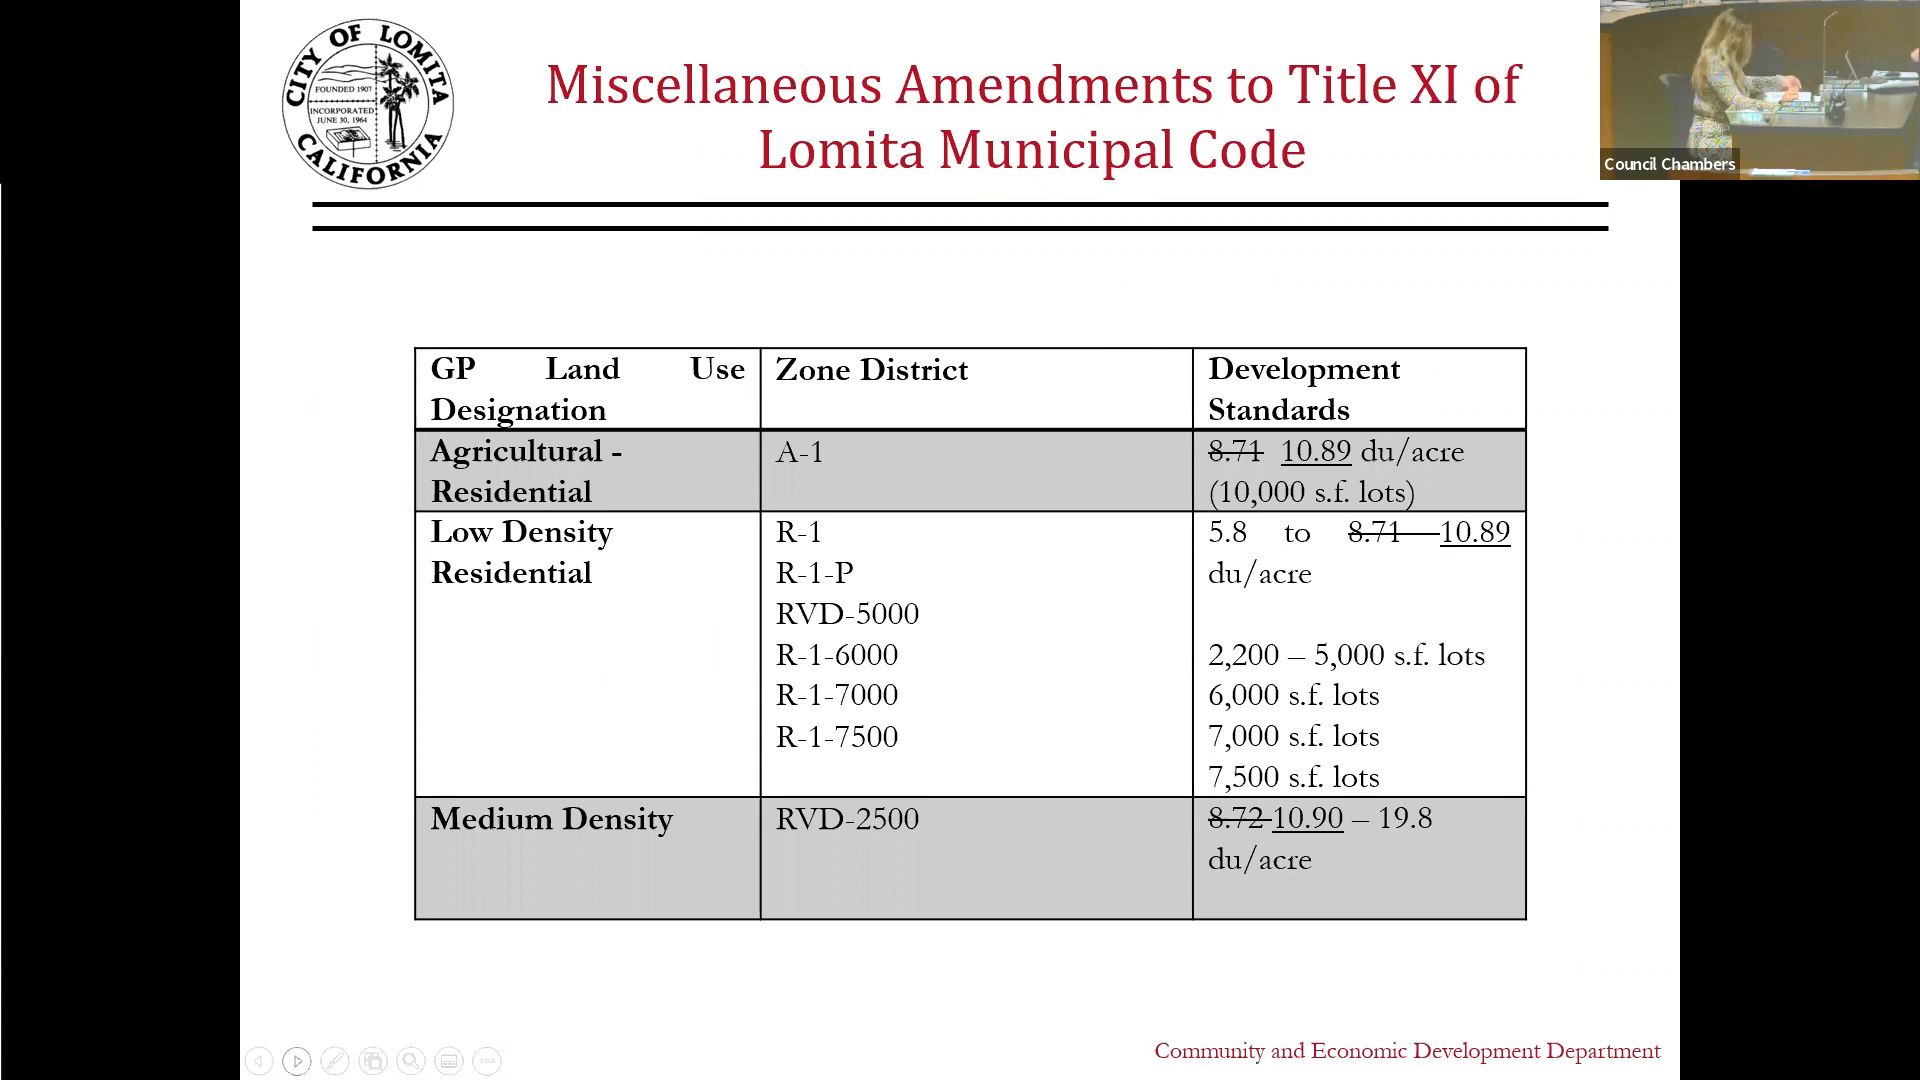 CITY OF LOMITA
FOUNDED 1907
INCORPORATED
JUNE 30, 1964
CALIFORNIA
Miscellaneous Amendments to Title XI of
Lomita Municipal Code
Council Chambers
GP Land Use
Designation
Zone District
Development
Standards
Agricultural -
Residential
A-1
8.71 10.89 du/acre
(10,000 s.f. lots)
Low Density
Residential
R-1
R-1-P
RVD-5000
R-1-6000
R-1-7000
R-1-7500
5.8 to 8.71 10.89
du/acre
2,200 – 5,000 s.f. lots
6,000 s.f. lots
7,000 s.f. lots
7,500 s.f. lots
Medium Density
RVD-2500
8.72 10.90 – 19.8
du/acre
Community and Economic Development Department